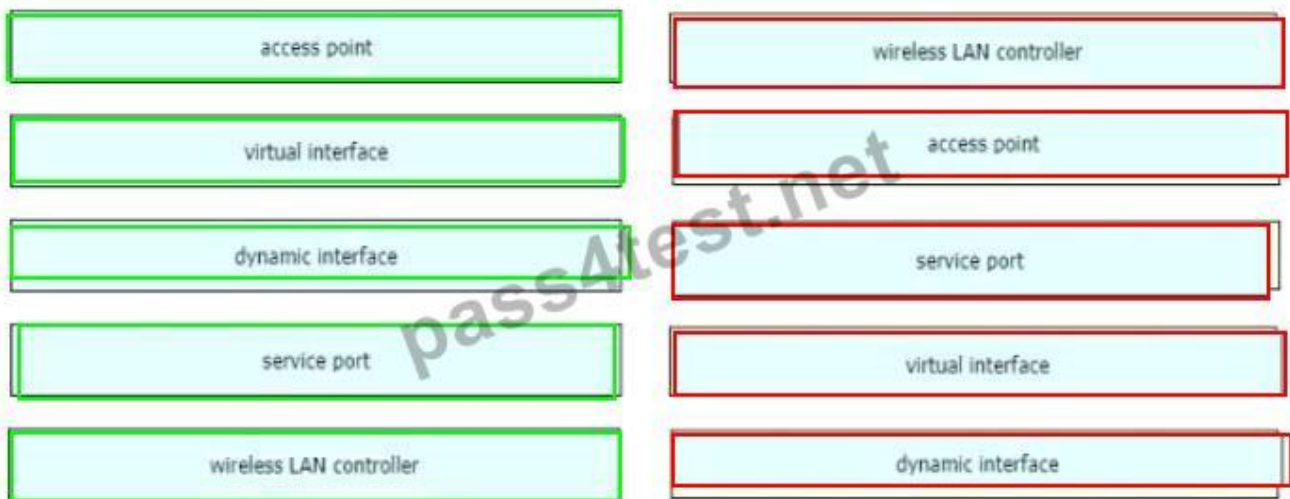 access point
wireless LAN controller
virtual interface
access point
dynamic interface
service port
service port
virtual interface
wireless LAN controller
dynamic interface
pass4test.net